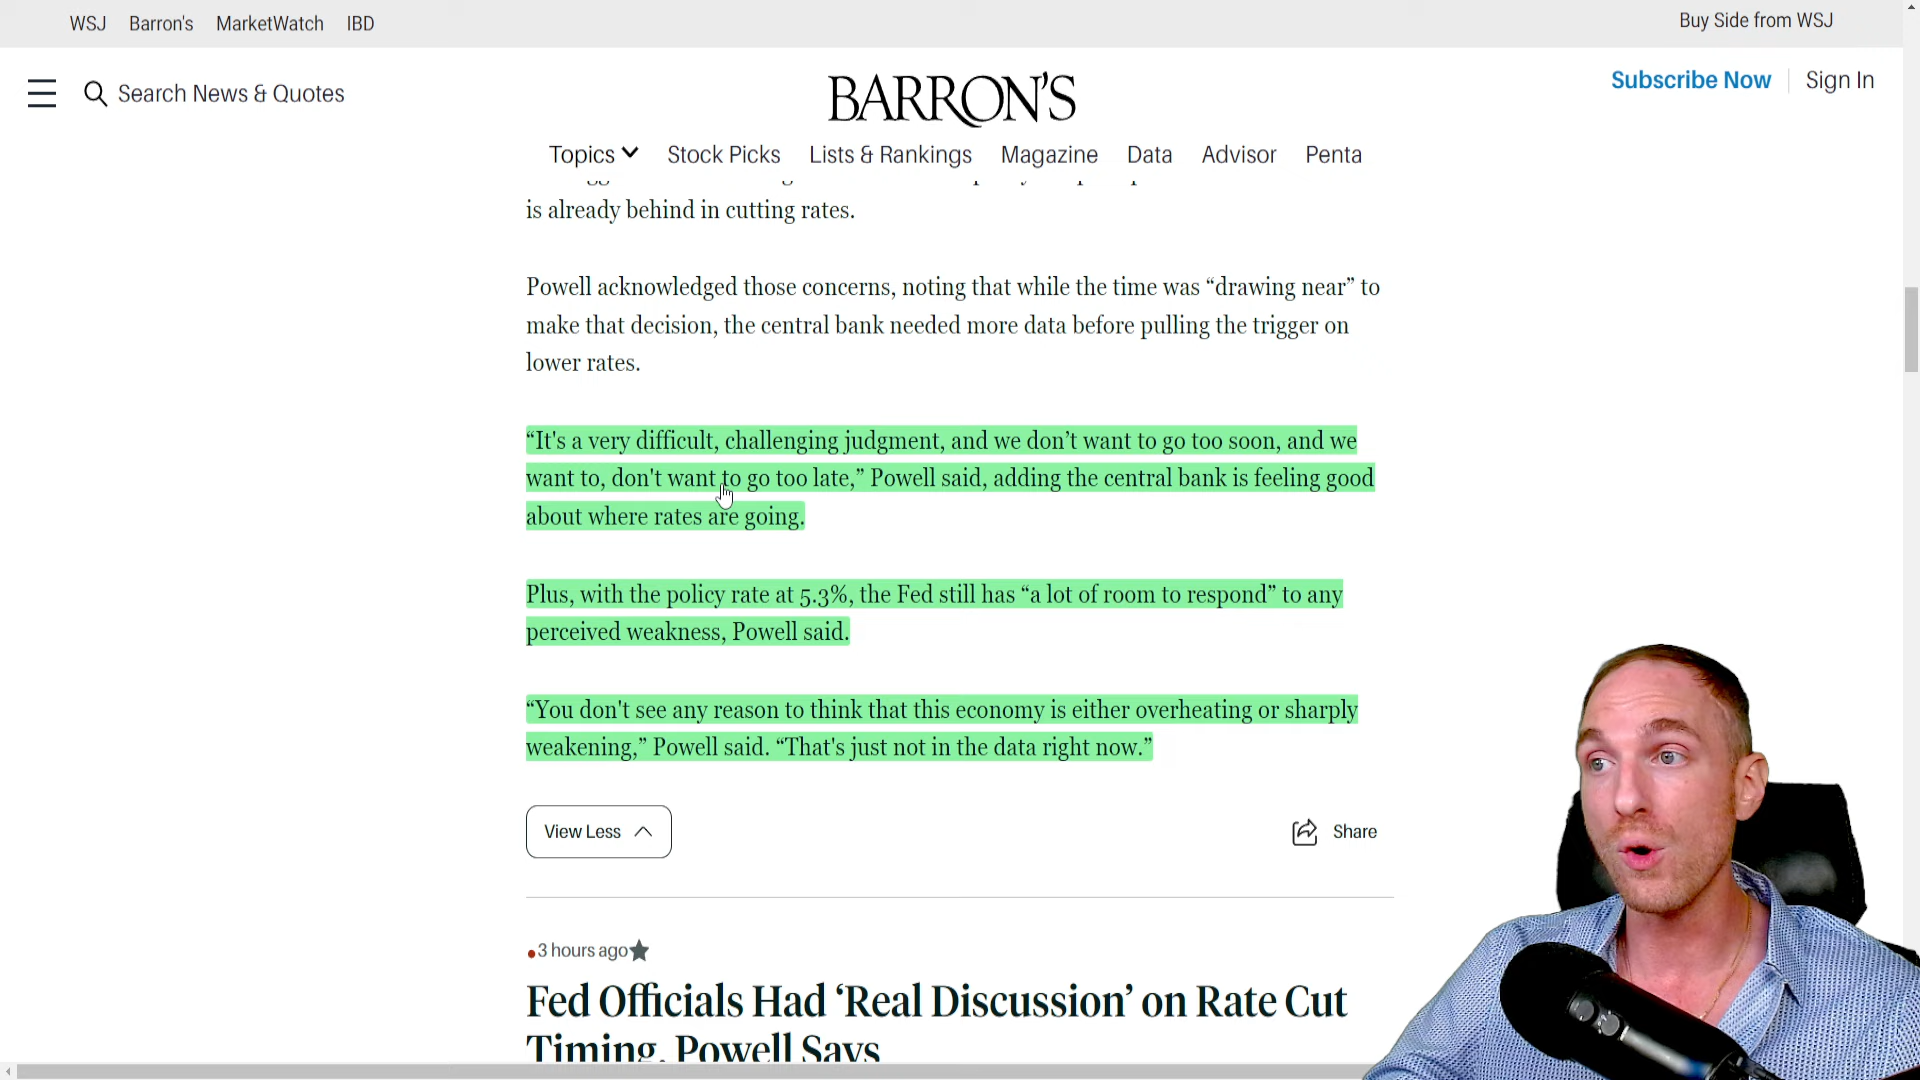 WSJ Barron's MarketWatch IBD
Buy Side from WSJ
Search News & Quotes
BARRON'S
Subscribe Now
Sign In
Topics Stock Picks Lists & Rankings Magazine Data Advisor Penta
is already behind in cutting rates.
Powell acknowledged those concerns, noting that while the time was “drawing near” to
make that decision, the central bank needed more data before pulling the trigger on
lower rates.
“It's a very difficult, challenging judgment, and we don’t want to go too soon, and we
want to, don't want to go too late,” Powell said, adding the central bank is feeling good
about where rates are going.
Plus, with the policy rate at 5.3%, the Fed still has “a lot of room to respond” to any
perceived weakness, Powell said.
“You don't see any reason to think that this economy is either overheating or sharply
weakening,” Powell said. “That's just not in the data right now.”
View Less
Share
3 hours ago
Fed Officials Had ‘Real Discussion’ on Rate Cut
Timing, Powell Says